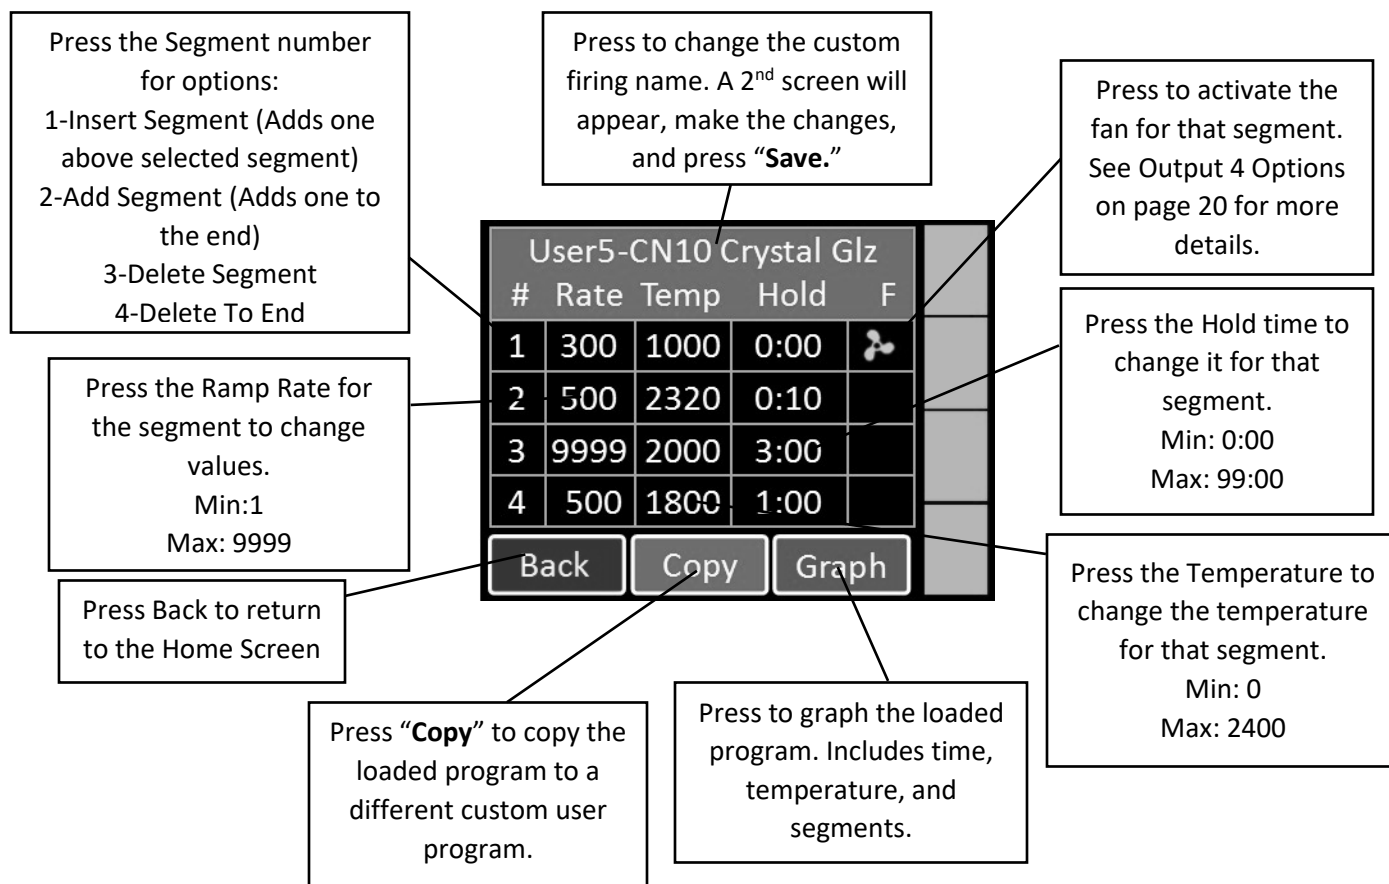 Press the Segment number
for options:
1-Insert Segment (Adds one
above selected segment)
2-Add Segment (Adds one to
the end)
3-Delete Segment
4-Delete To End
Press to change the custom
firing name. A 2nd screen will
appear, make the changes,
and press “Save.”
Press to activate the
fan for that segment.
See Output 4 Options
on page 20 for more
details.
User5-CN10 Crystal Glz
# Rate Temp Hold F
1 300 1000 0:00
2 500 2320 0:10
3 9999 2000 3:00
4 500 1800 1:00
Back Copy Graph
Press the Ramp Rate for
the segment to change
values.
Min:1
Max: 9999
Press the Hold time to
change it for that
segment.
Min: 0:00
Max: 99:00
Press Back to return
to the Home Screen
Press “Copy” to copy the
loaded program to a
different custom user
program.
Press to graph the loaded
program. Includes time,
temperature, and
segments.
Press the Temperature to
change the temperature
for that segment.
Min: 0
Max: 2400